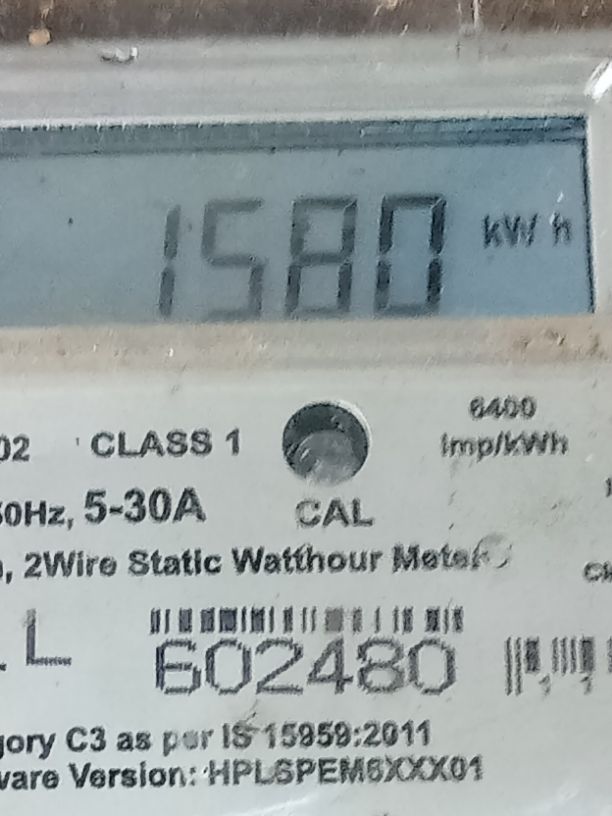 1580 kW h
6400
02 CLASS 1 Imp/kWh
50Hz, 5-30A CAL
, 2Wire Static Watthour Meter
L 602480
gory C3 as per IS 15959:2011
ware Version: HPLSPEM6XXX01